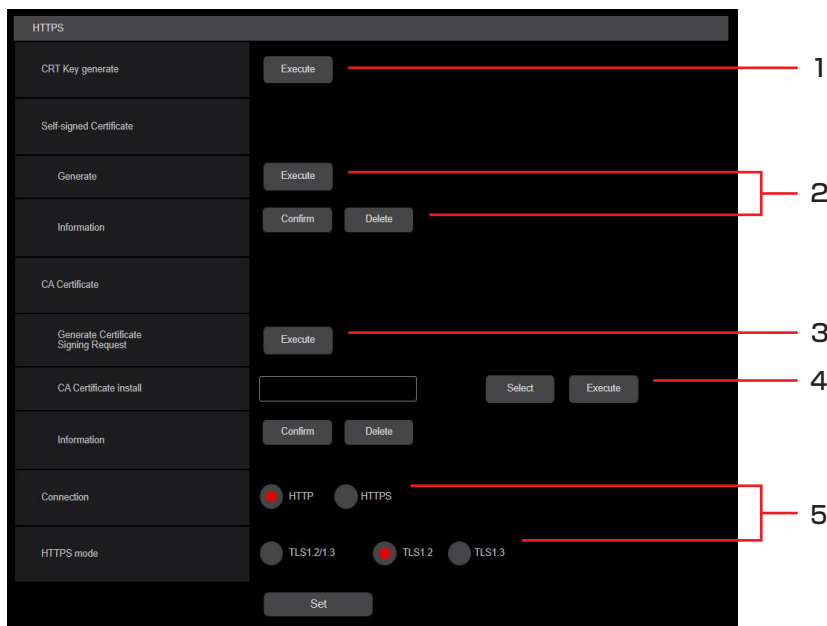 HTTPS
CRT Key generate Execute 1
Self-signed Certificate
Generate Execute
2
Information Confirm Delete
CA Certificate
Generate Certificate
Signing Request Execute 3
CA Certificate install Select Execute 4
Information Confirm Delete
Connection HTTP HTTPS
5
HTTPS mode TLS1.2/1.3 TLS1.2 TLS1.3
Set